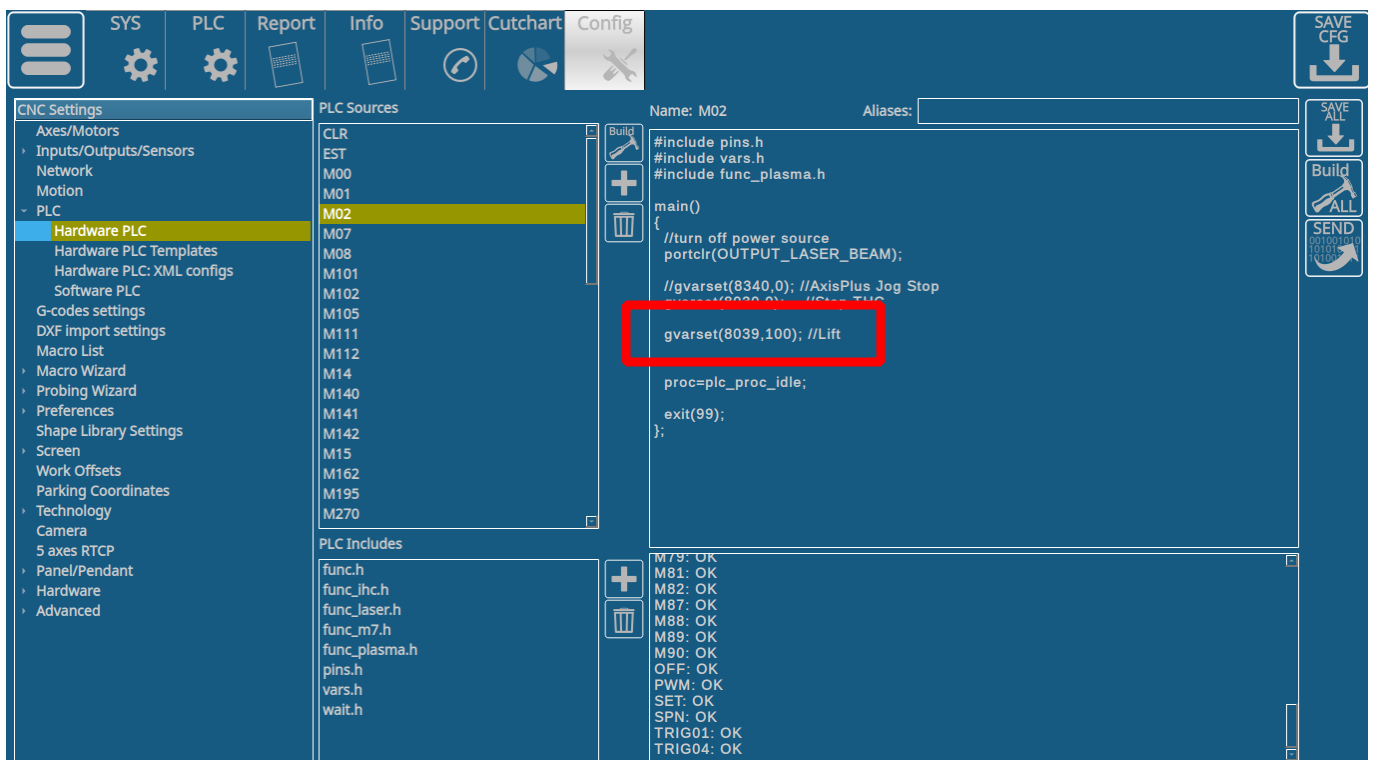 SYS PLC Report Info Support Cutchart Config
SAVE
CFG
CNC Settings
Axes/Motors
Inputs/Outputs/Sensors
Network
Motion
PLC
Hardware PLC
Hardware PLC Templates
Hardware PLC: XML configs
Software PLC
G-codes settings
DXF import settings
Macro List
Macro Wizard
Probing Wizard
Preferences
Shape Library Settings
Screen
Work Offsets
Parking Coordinates
Technology
Camera
5 axes RTCP
Panel/Pendant
Hardware
Advanced
PLC Sources
CLR
EST
M00
M01
M02
M07
M08
M101
M102
M105
M111
M112
M14
M140
M141
M142
M15
M162
M195
M270
Build
PLC Includes
func.h
func_ihc.h
func_laser.h
func_m7.h
func_plasma.h
pins.h
vars.h
wait.h
Name: M02 Aliases:
#include pins.h
#include vars.h
#include func_plasma.h
main()
{
//turn off power source
portclr(OUTPUT_LASER_BEAM);
//gvarset(8340,0); //AxisPlus Jog Stop
gvarset(8039,100); //Lift
proc=plc_proc_idle;
exit(99);
};
M79: OK
M81: OK
M82: OK
M87: OK
M88: OK
M89: OK
M90: OK
OFF: OK
PWM: OK
SET: OK
SPN: OK
TRIG01: OK
TRIG04: OK
SAVE
ALL
Build
ALL
SEND